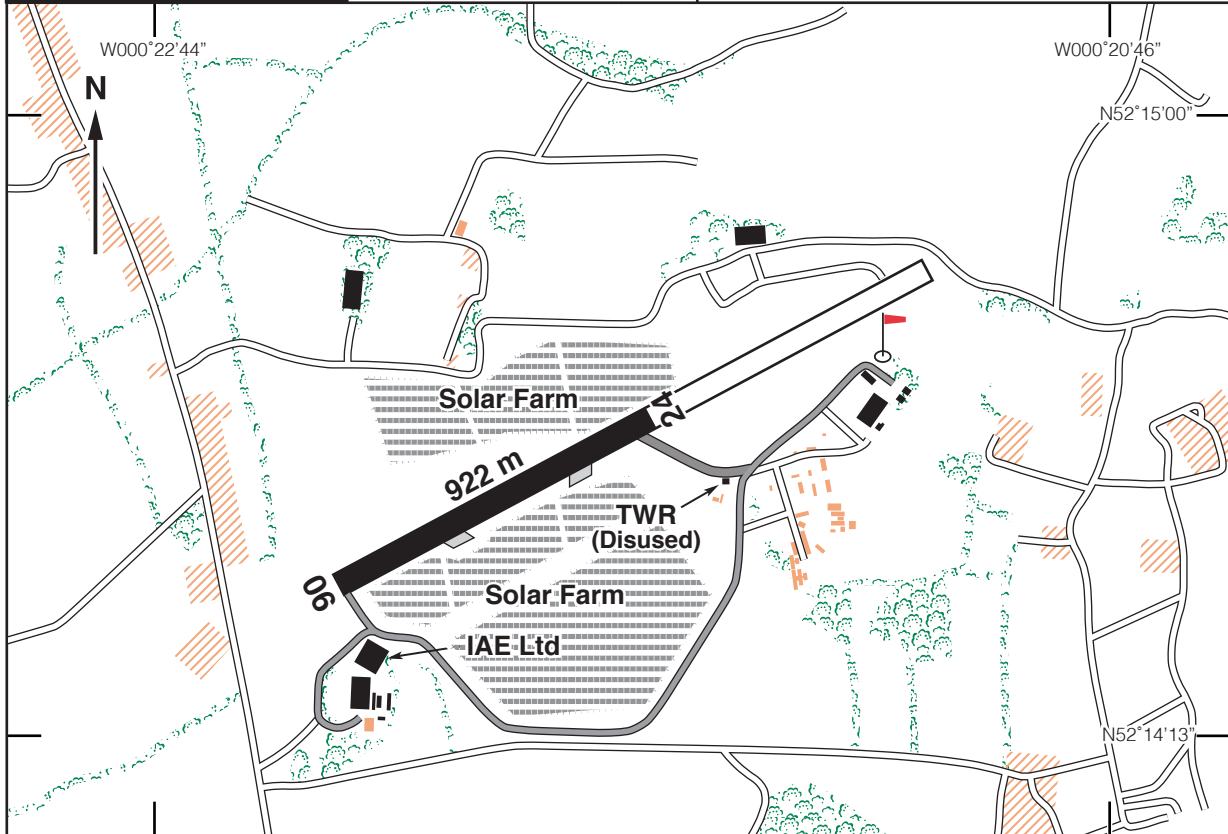 W000°22'44"
W000°20'46"
N
N52°15'00"
Solar Farm
24
922 m
TWR
(Disused)
06
Solar Farm
IAE Ltd
N52°14'13"